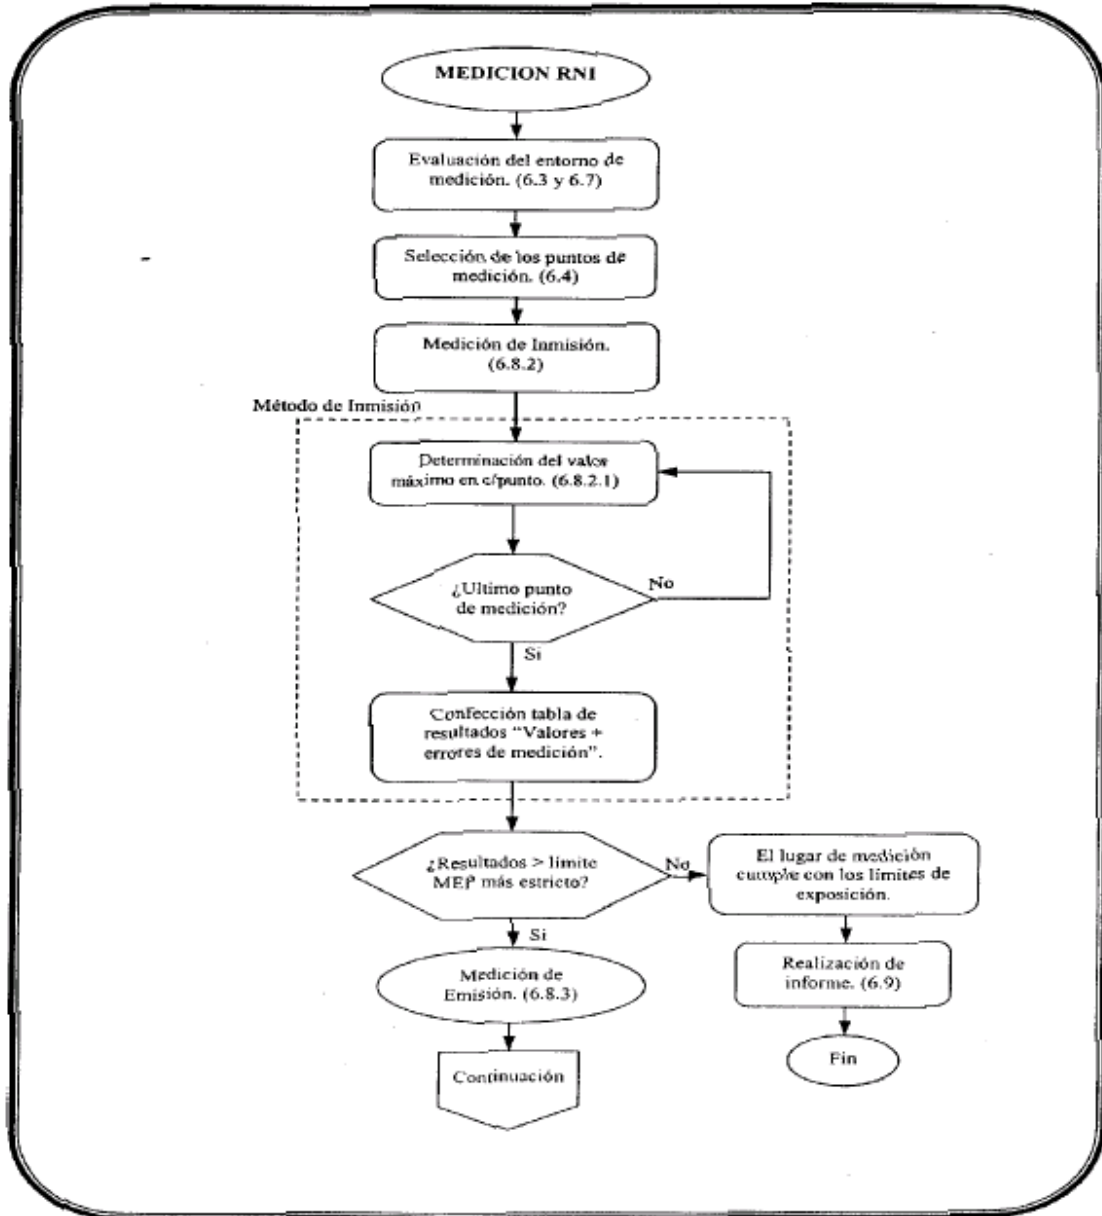 MEDICION RNI
Evaluación del entorno de
medición. (6.3 y 6.7)
Selección de los puntos de
medición. (6.4)
Medición de Inmisión.
(6.8.2)
Método de Inmisión
Determinación del valor
máximo en c/punto. (6.8.2.1)
¿Ultimo punto
de medición?
No
Si
Confección tabla de
resultados “Valores +
errores de medición”.
¿Resultados > límite
MEP más estricto?
No
El lugar de medición
cumple con los límites de
exposición.
Si
Medición de
Emisión. (6.8.3)
Realización de
informe. (6.9)
Continuación
Fin